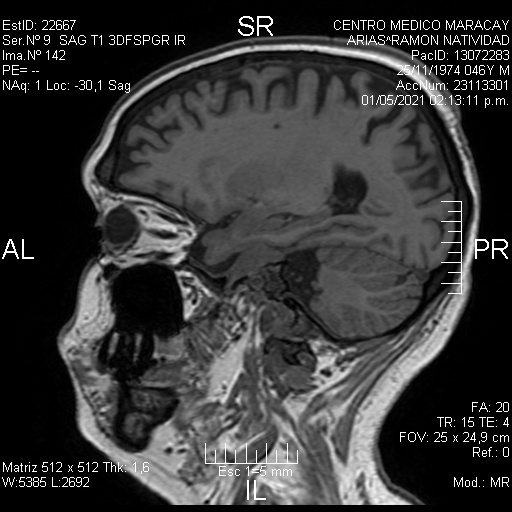 EstID: 22667
Ser.Nº 9 SAG T1 3DFSPGR IR
Ima.Nº 142
PE= --
NAq: 1 Loc: -30,1 Sag
SR
CENTRO MEDICO MARACAY
ARIAS^RAMON NATIVIDAD
PacID: 13072283
25/11/1974 046Y M
AccNum: 23113301
01/05/2021 02:13:11 p.m.
AL
PR
FA: 20
TR: 15 TE: 4
FOV: 25 x 24,9 cm
Ref.: 0
Matriz 512 x 512 Thk: 1,6
W:5385 L:2692
Esc 1=5 mm
IL
Mod.: MR